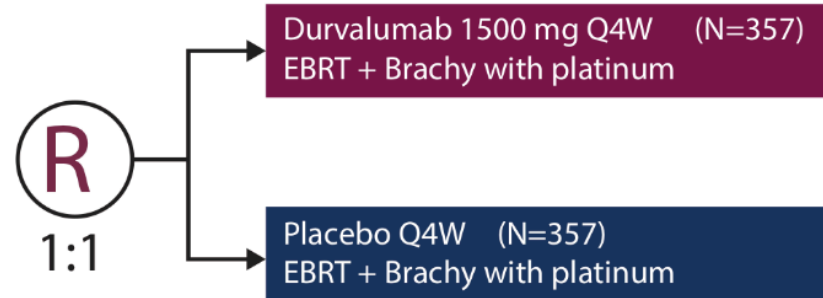 R
1:1
Durvalumab 1500 mg Q4W (N=357)
EBRT + Brachy with platinum
Placebo Q4W (N=357)
EBRT + Brachy with platinum